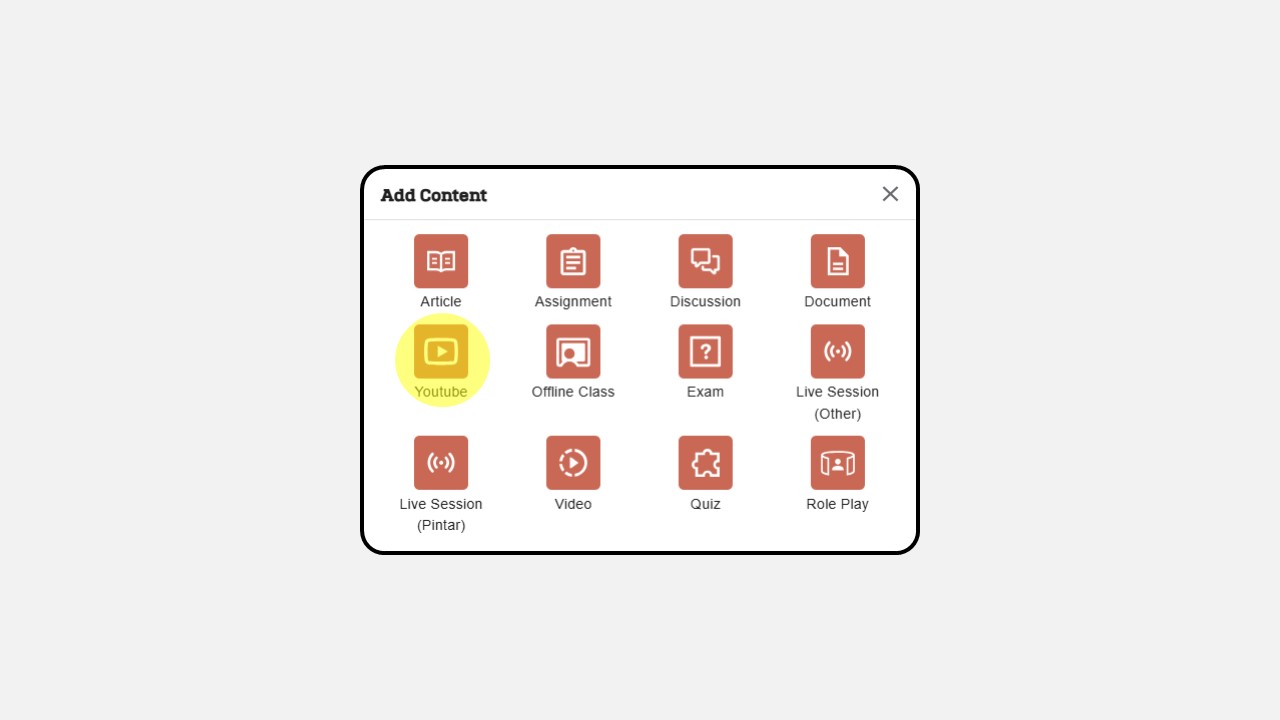 Add Content
Article
Assignment
Discussion
Document
Youtube
Offline Class
Exam
Live Session
(Other)
Live Session
(Pintar)
Video
Quiz
Role Play